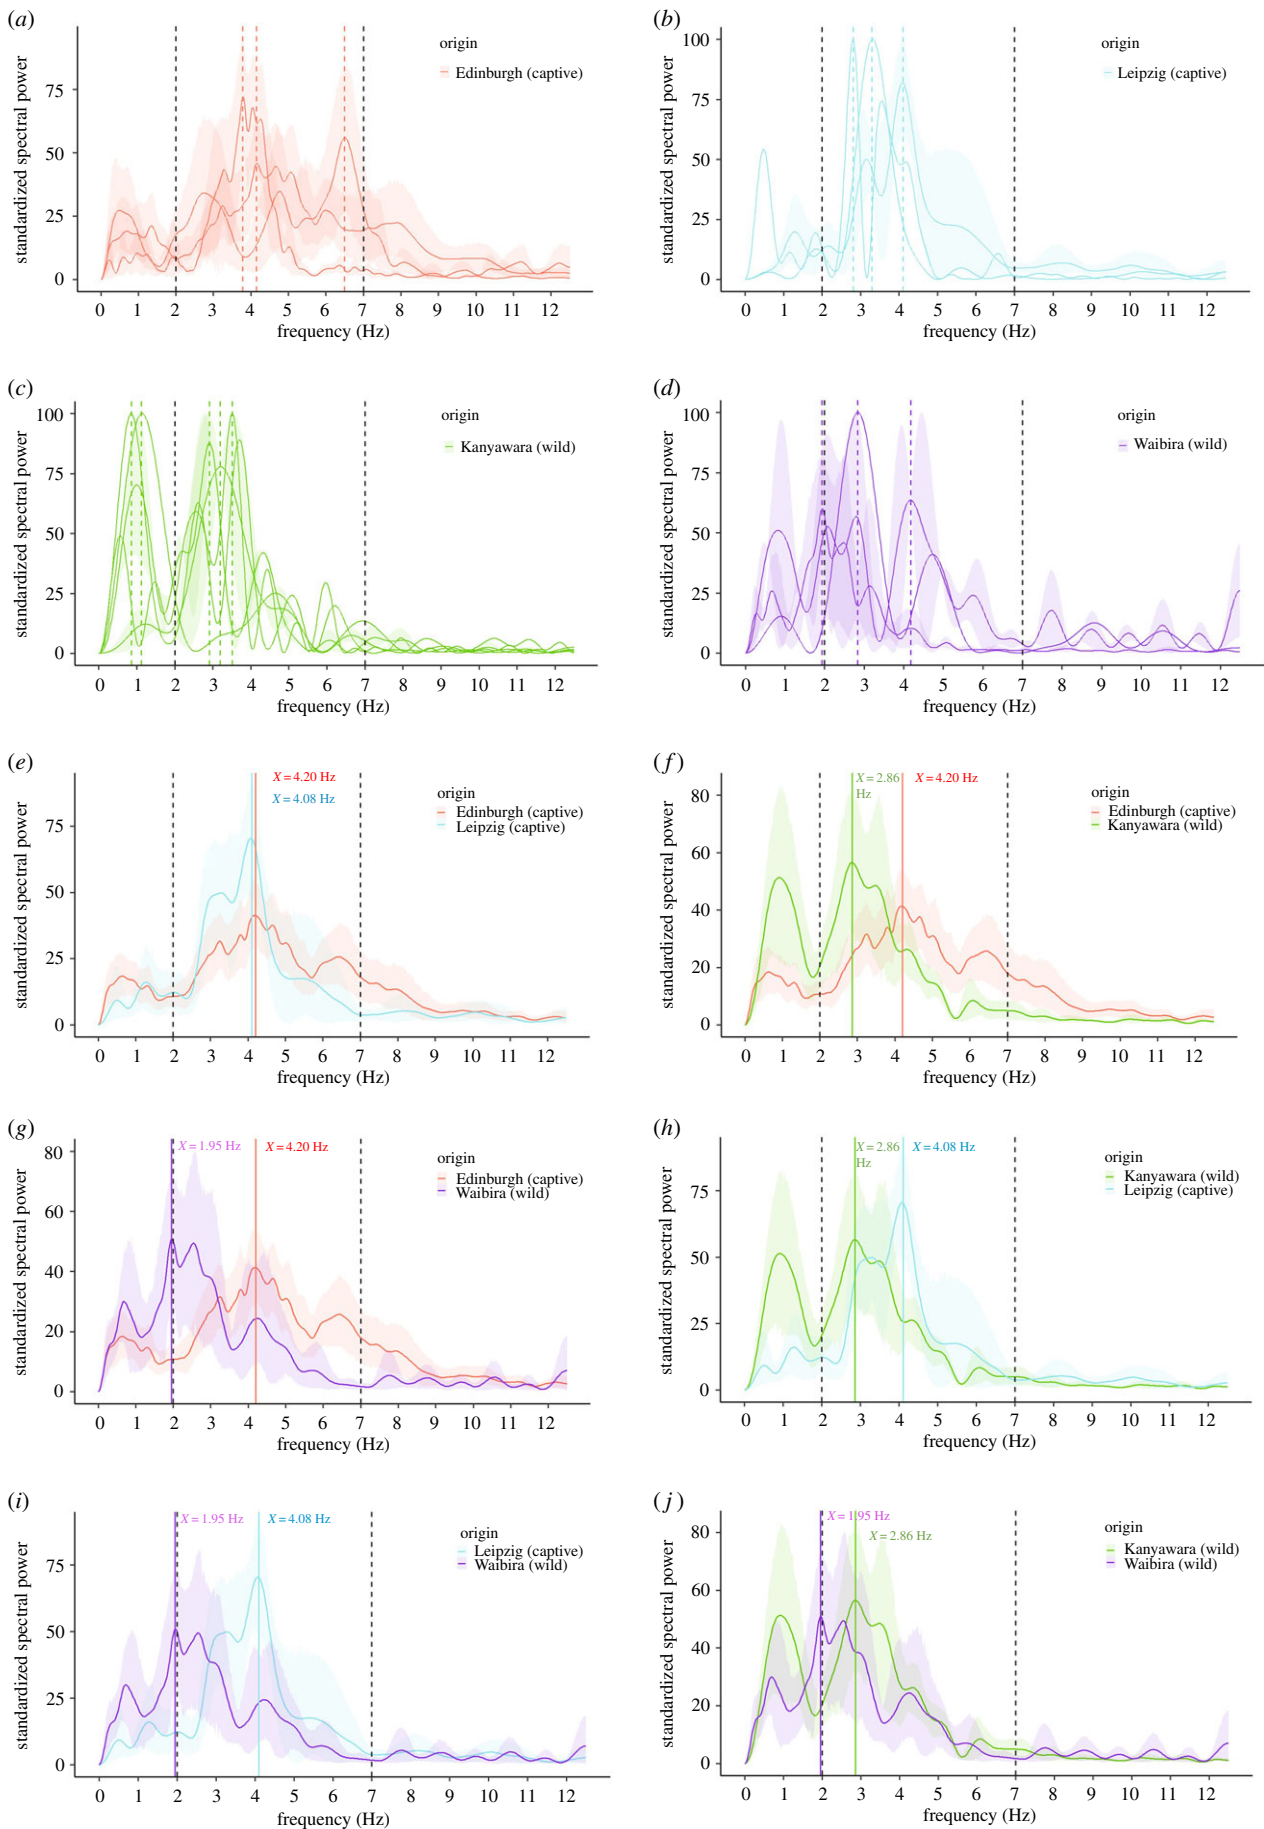 (a)
origin
Edinburgh (captive)
standardized spectral power
75
50
25
0
0 1 2 3 4 5 6 7 8 9 10 11 12
frequency (Hz)
(b)
origin
Leipzig (captive)
standardized spectral power
100
75
50
25
0
0 1 2 3 4 5 6 7 8 9 10 11 12
frequency (Hz)
(c)
origin
Kanyawara (wild)
standardized spectral power
100
75
50
25
0
0 1 2 3 4 5 6 7 8 9 10 11 12
frequency (Hz)
(d)
origin
Waibira (wild)
standardized spectral power
100
75
50
25
0
0 1 2 3 4 5 6 7 8 9 10 11 12
frequency (Hz)
(e)
X = 4.20 Hz
X = 4.08 Hz
origin
Edinburgh (captive)
Leipzig (captive)
standardized spectral power
75
50
25
0
0 1 2 3 4 5 6 7 8 9 10 11 12
frequency (Hz)
(f)
X = 2.86
Hz
X = 4.20 Hz
origin
Edinburgh (captive)
Kanyawara (wild)
standardized spectral power
80
60
40
20
0
0 1 2 3 4 5 6 7 8 9 10 11 12
frequency (Hz)
(g)
X = 1.95 Hz
X = 4.20 Hz
origin
Edinburgh (captive)
Waibira (wild)
standardized spectral power
80
60
40
20
0
0 1 2 3 4 5 6 7 8 9 10 11 12
frequency (Hz)
(h)
X = 2.86
Hz
X = 4.08 Hz
origin
Kanyawara (wild)
Leipzig (captive)
standardized spectral power
75
50
25
0
0 1 2 3 4 5 6 7 8 9 10 11 12
frequency (Hz)
(i)
X = 1.95 Hz
X = 4.08 Hz
origin
Leipzig (captive)
Waibira (wild)
standardized spectral power
75
50
25
0
0 1 2 3 4 5 6 7 8 9 10 11 12
frequency (Hz)
(j)
X = 1.95 Hz
X = 2.86 Hz
origin
Kanyawara (wild)
Waibira (wild)
standardized spectral power
80
60
40
20
0
0 1 2 3 4 5 6 7 8 9 10 11 12
frequency (Hz)